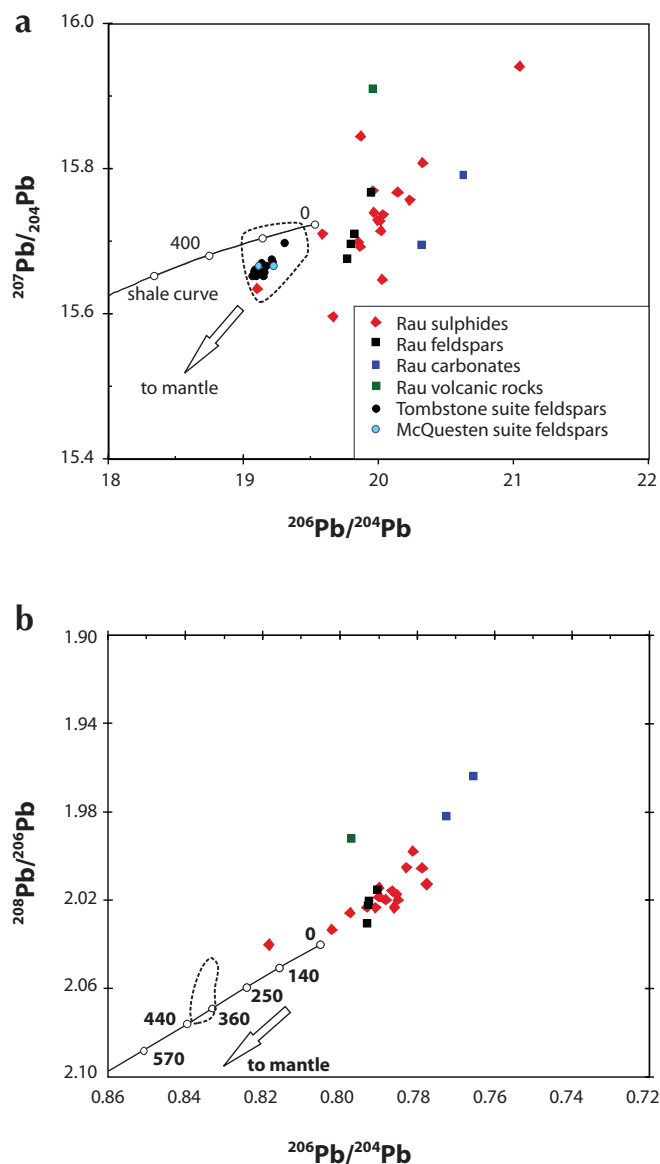 a
16.0
15.8
15.6
15.4
²⁰⁷Pb/₂₀₄Pb
0
400
shale curve
to mantle
Rau sulphides
Rau feldspars
Rau carbonates
Rau volcanic rocks
Tombstone suite feldspars
McQuesten suite feldspars
18 19 20 21 22
²⁰⁶Pb/²⁰⁴Pb
b
1.90
1.94
1.98
2.02
2.06
2.10
²⁰⁸Pb/²⁰⁶Pb
0
140
250
360
440
570
to mantle
0.86 0.84 0.82 0.80 0.78 0.76 0.74 0.72
²⁰⁶Pb/²⁰⁴Pb